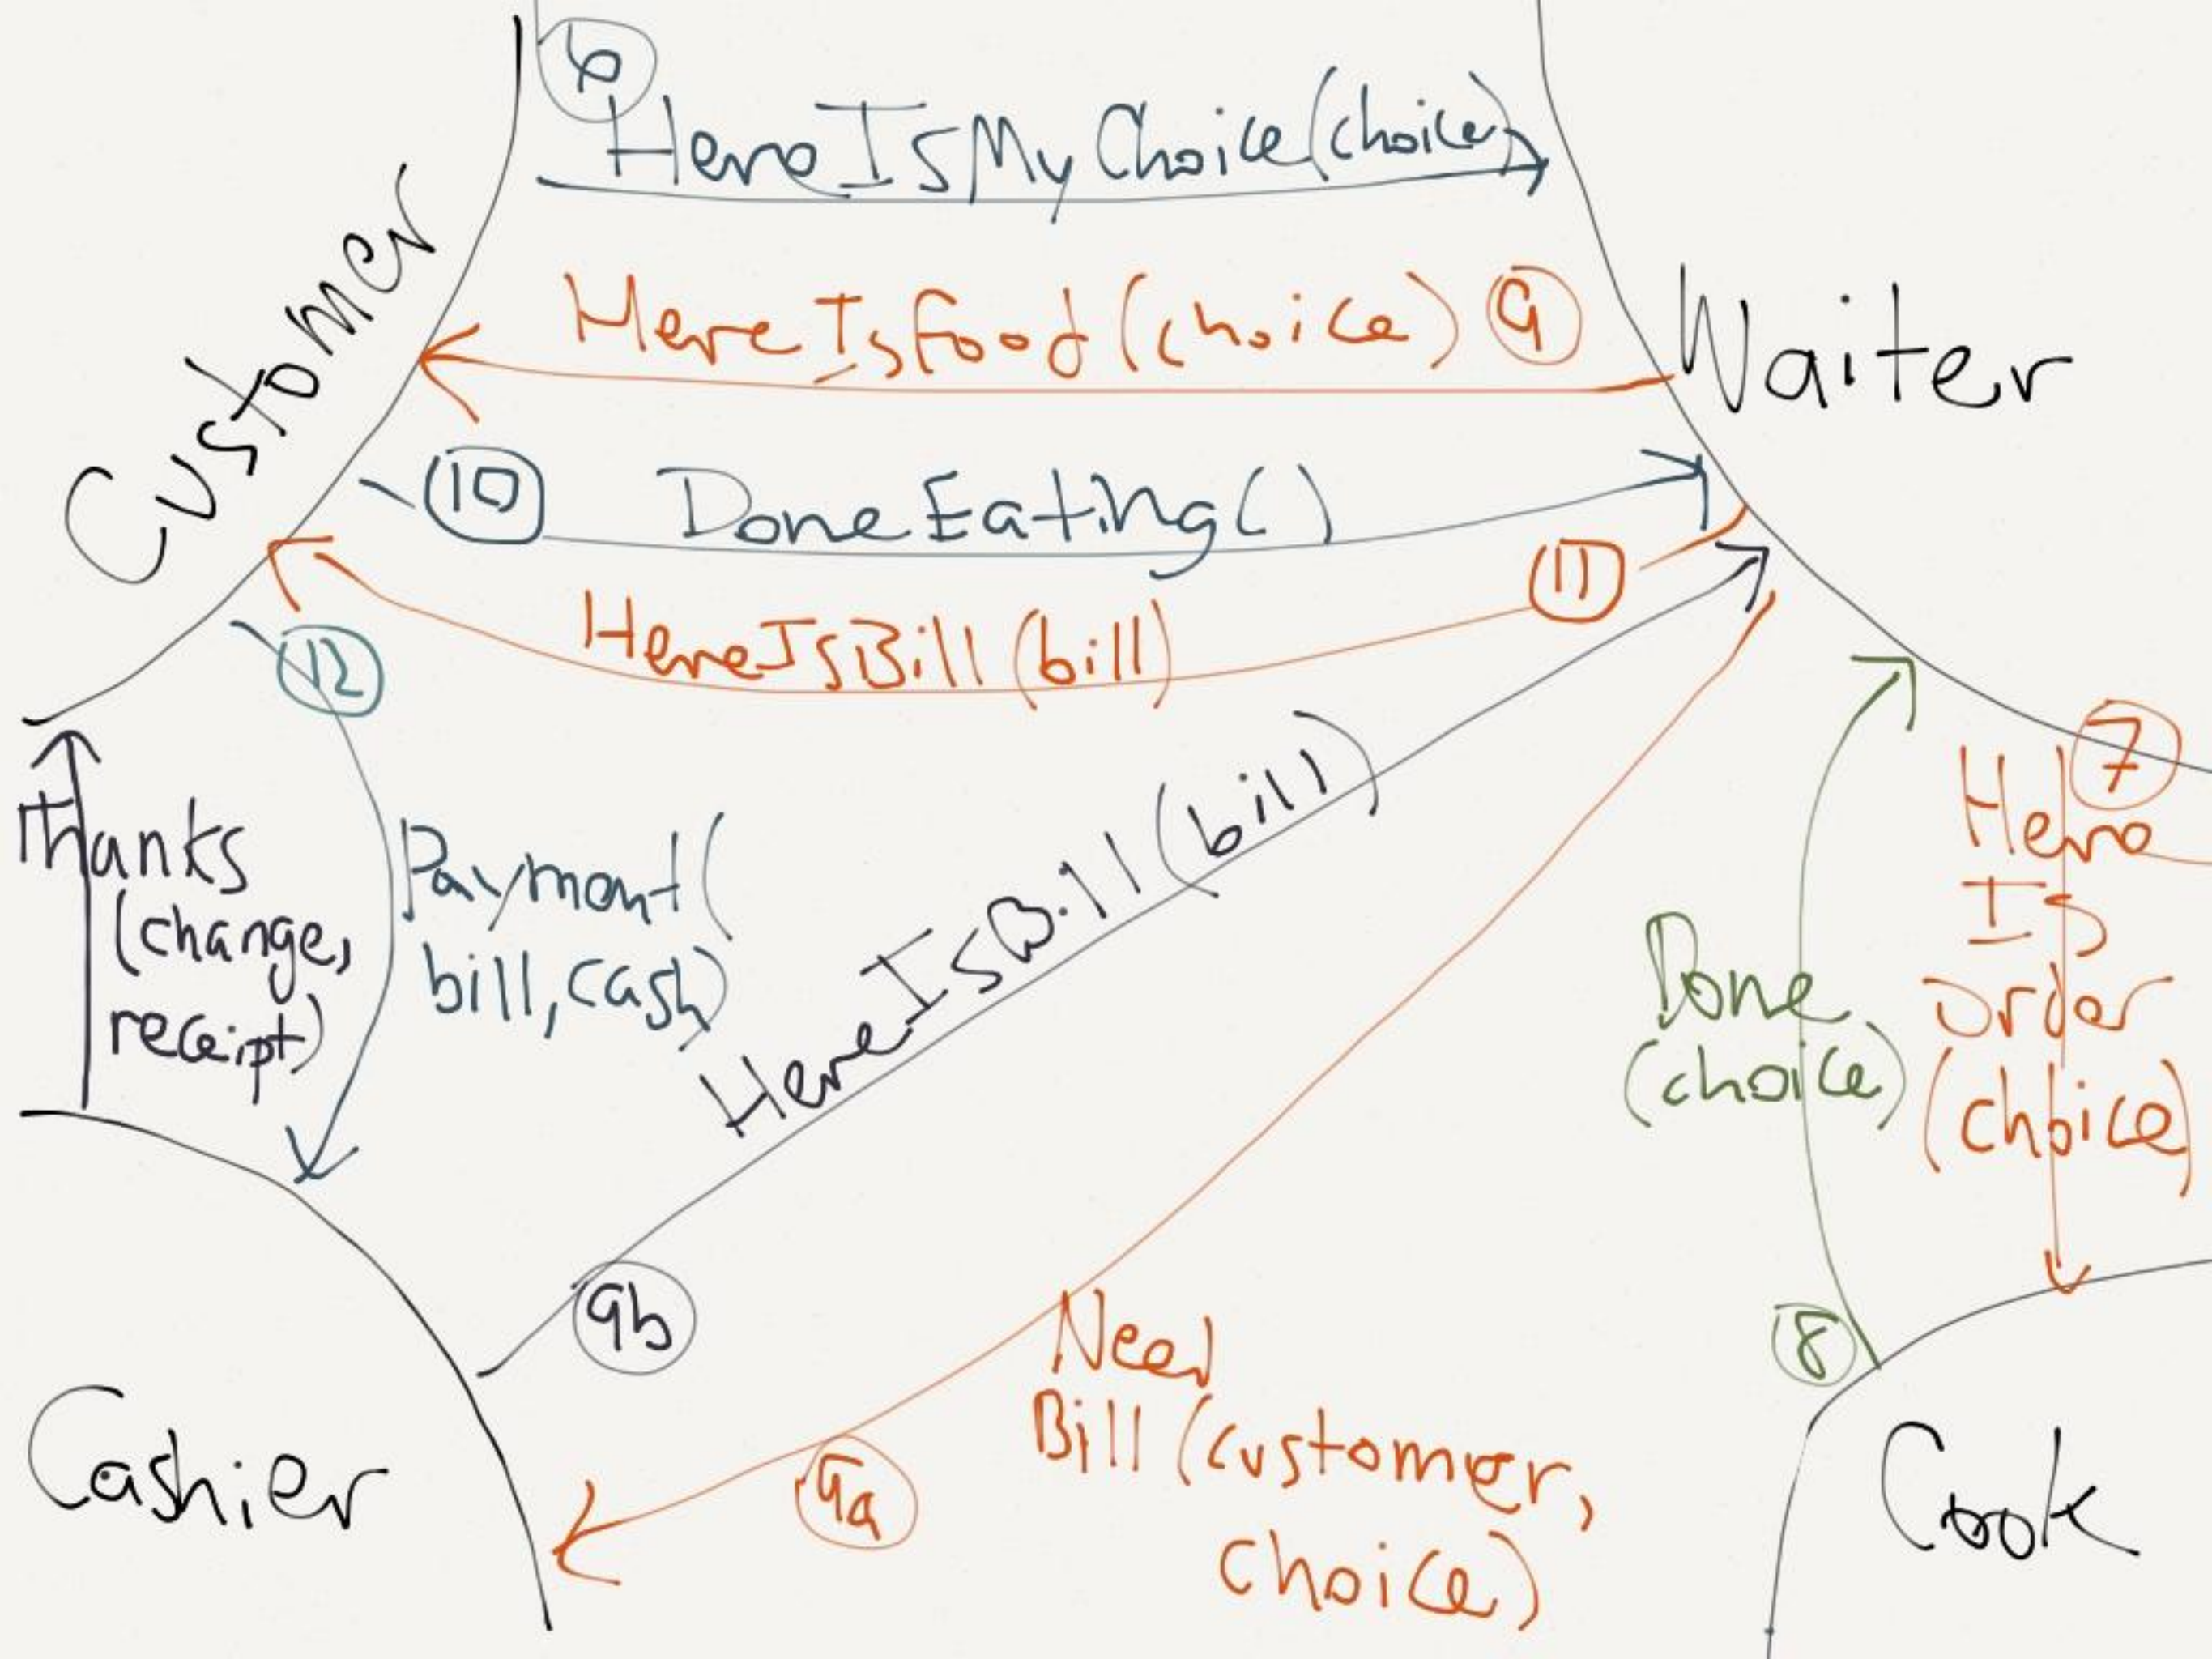 6
HereIsMyChoice(choice)
HereIsFood(choice) 9
Customer
Waiter
10 DoneEating()
11
HereIsBill(bill)
12
7
Here
Is
Order
(choice)
Thanks
(change,
receipt)
Payment(
bill, cash)
HereIsBill(bill)
Done
(choice)
9b
8
Need
Bill(customer,
choice)
9a
Cashier
Cook